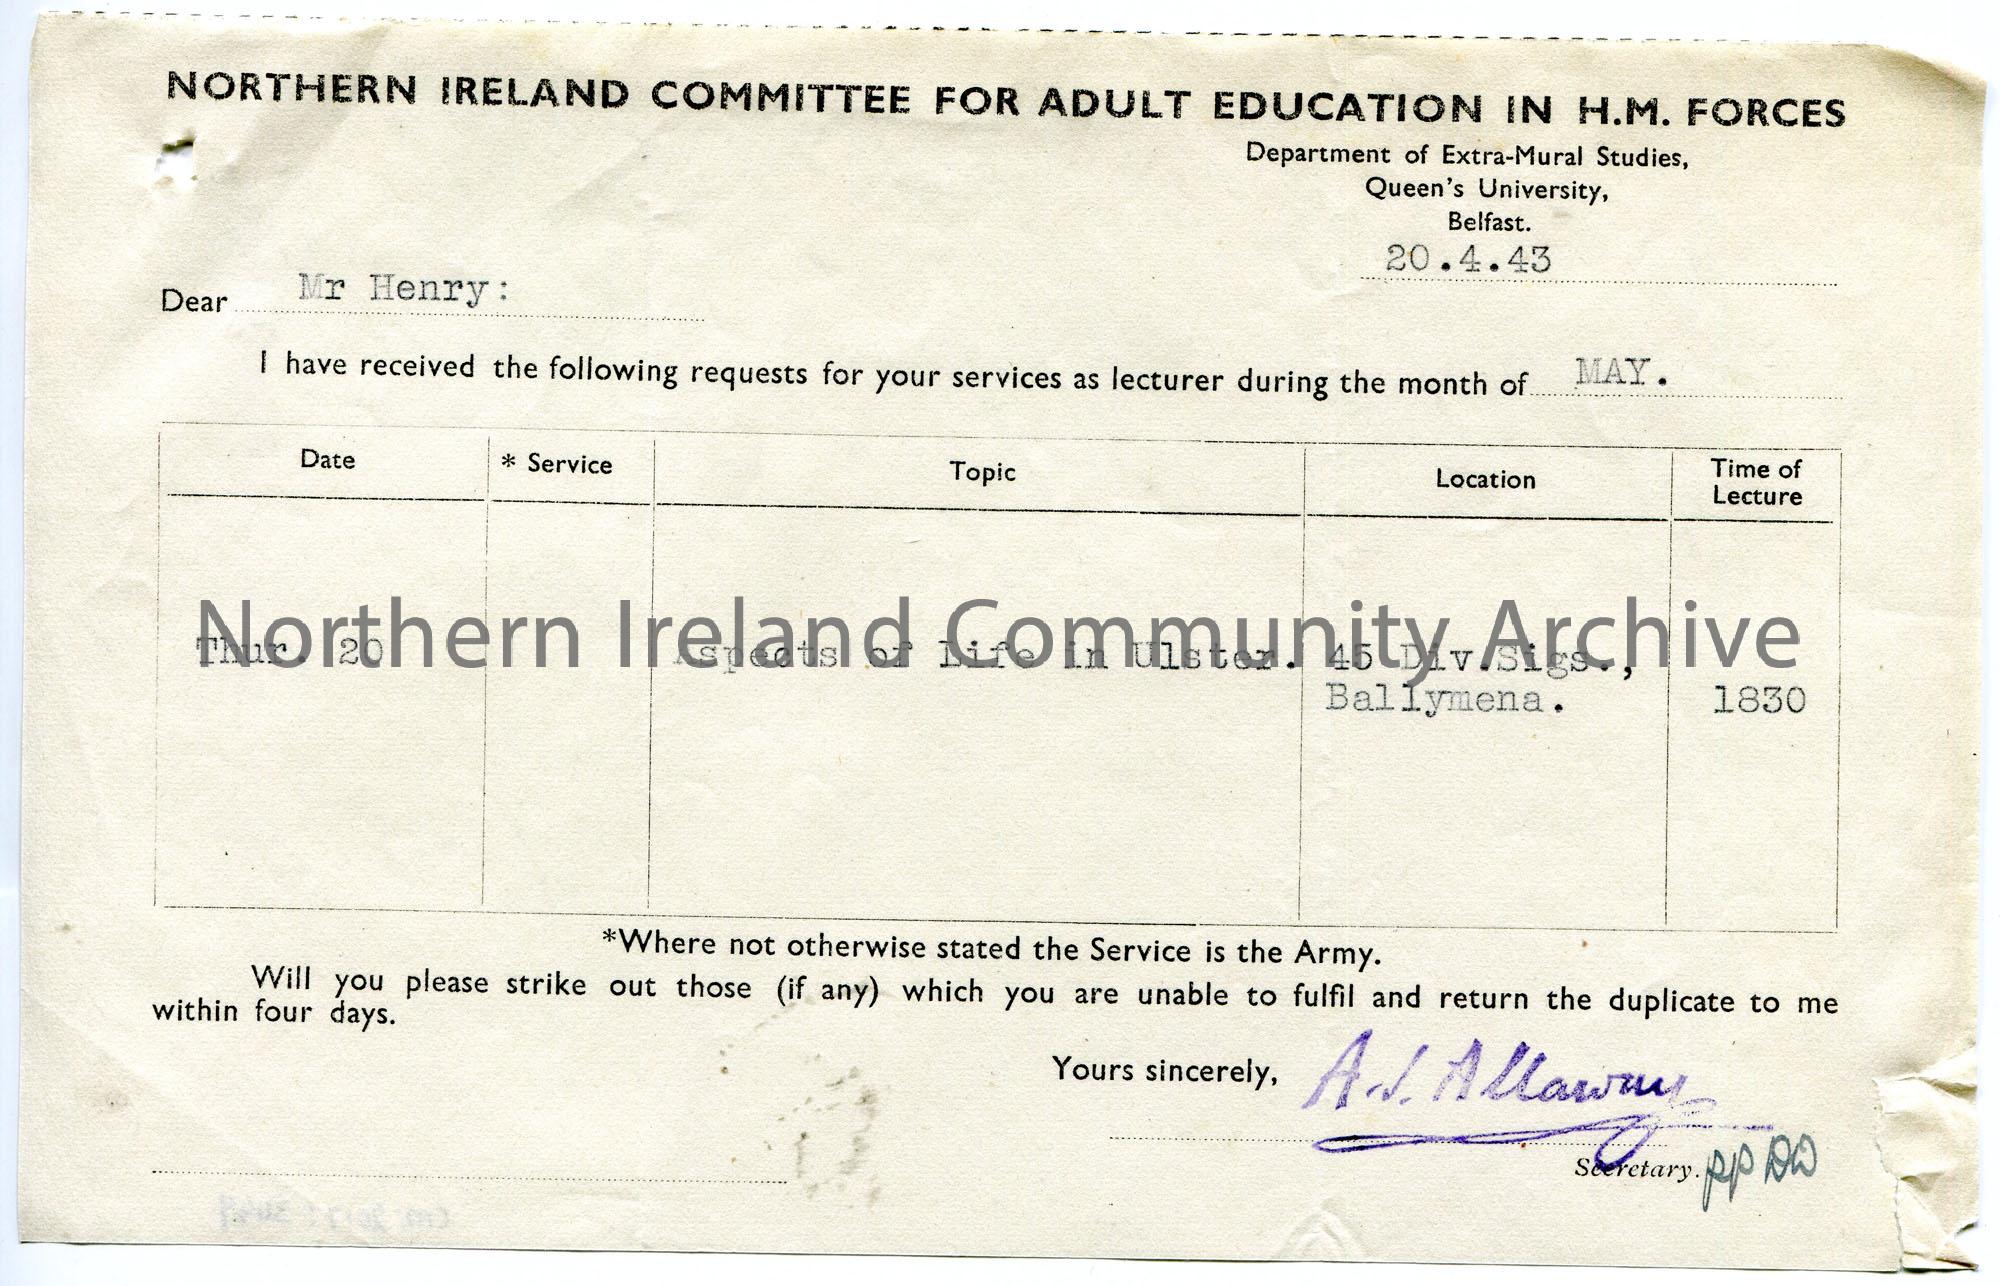 NORTHERN IRELAND COMMITTEE FOR ADULT EDUCATION IN H.M. FORCES
Department of Extra-Mural Studies,
Queen's University,
Belfast.
20.4.43
Dear Mr Henry:
I have received the following requests for your services as lecturer during the month of MAY.
Date * Service Topic Location Time of Lecture
Northern Ireland Community Archive
Thur. 20 Aspects of Life in Ulster. 45 Div.Sigs.,
Ballymena. 1830
*Where not otherwise stated the Service is the Army.
Will you please strike out those (if any) which you are unable to fulfil and return the duplicate to me
within four days.
Yours sincerely, A. J. Allaway
Secretary. pp DW